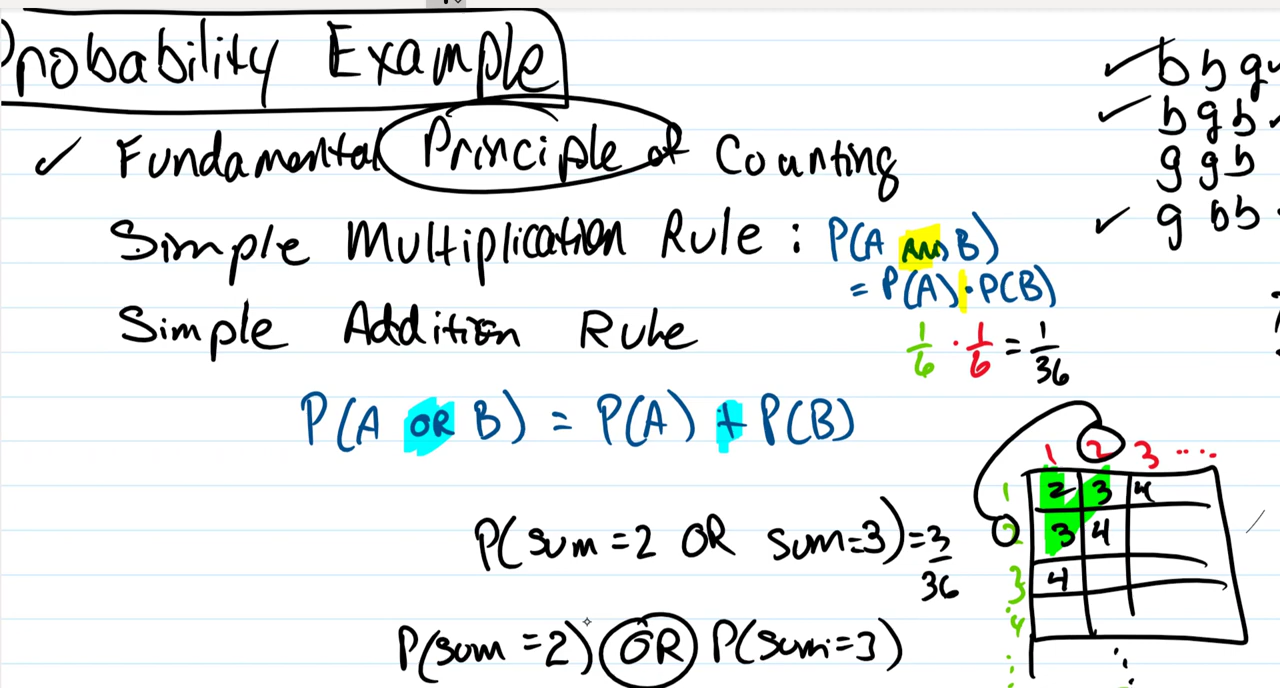 Probability Example
✓ Fundamental Principle of Counting
Simple Multiplication Rule : P(A AND B)
= P(A) · P(B)
1/6 · 1/6 = 1/36
Simple Addition Rule
P(A OR B) = P(A) + P(B)
P(sum = 2 OR sum = 3) = 3/36
P(sum = 2) OR P(sum = 3)
✓ b b g
✓ b g b
g g b
✓ g b b
1 2 3 ....
1 2 3 4
2 3 4
3 4
4